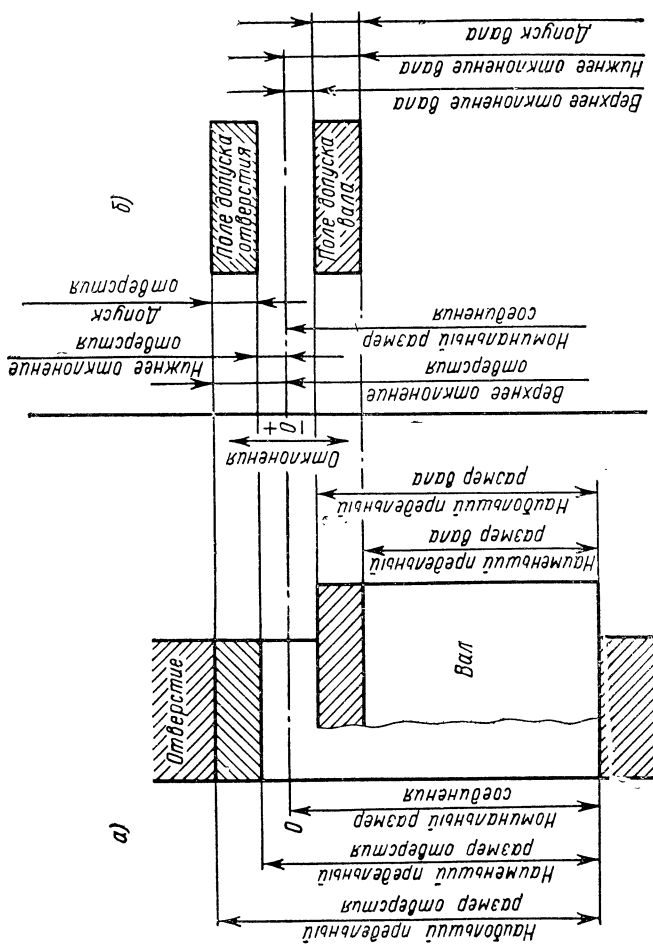 а)
Отверстие
Вал
0
Наибольший предельный
размер отверстия
Наименьший предельный
размер отверстия
Номинальный размер
соединения
Наименьший предельный
размер вала
Наибольший предельный
размер вала
Отклонения
+
0
–
б)
Верхнее отклонение
отверстия
Нижнее отклонение
отверстия
Номинальный размер
соединения
Допуск
отверстия
Поле допуска
отверстия
Поле допуска
вала
Верхнее отклонение вала
Нижнее отклонение вала
Допуск вала